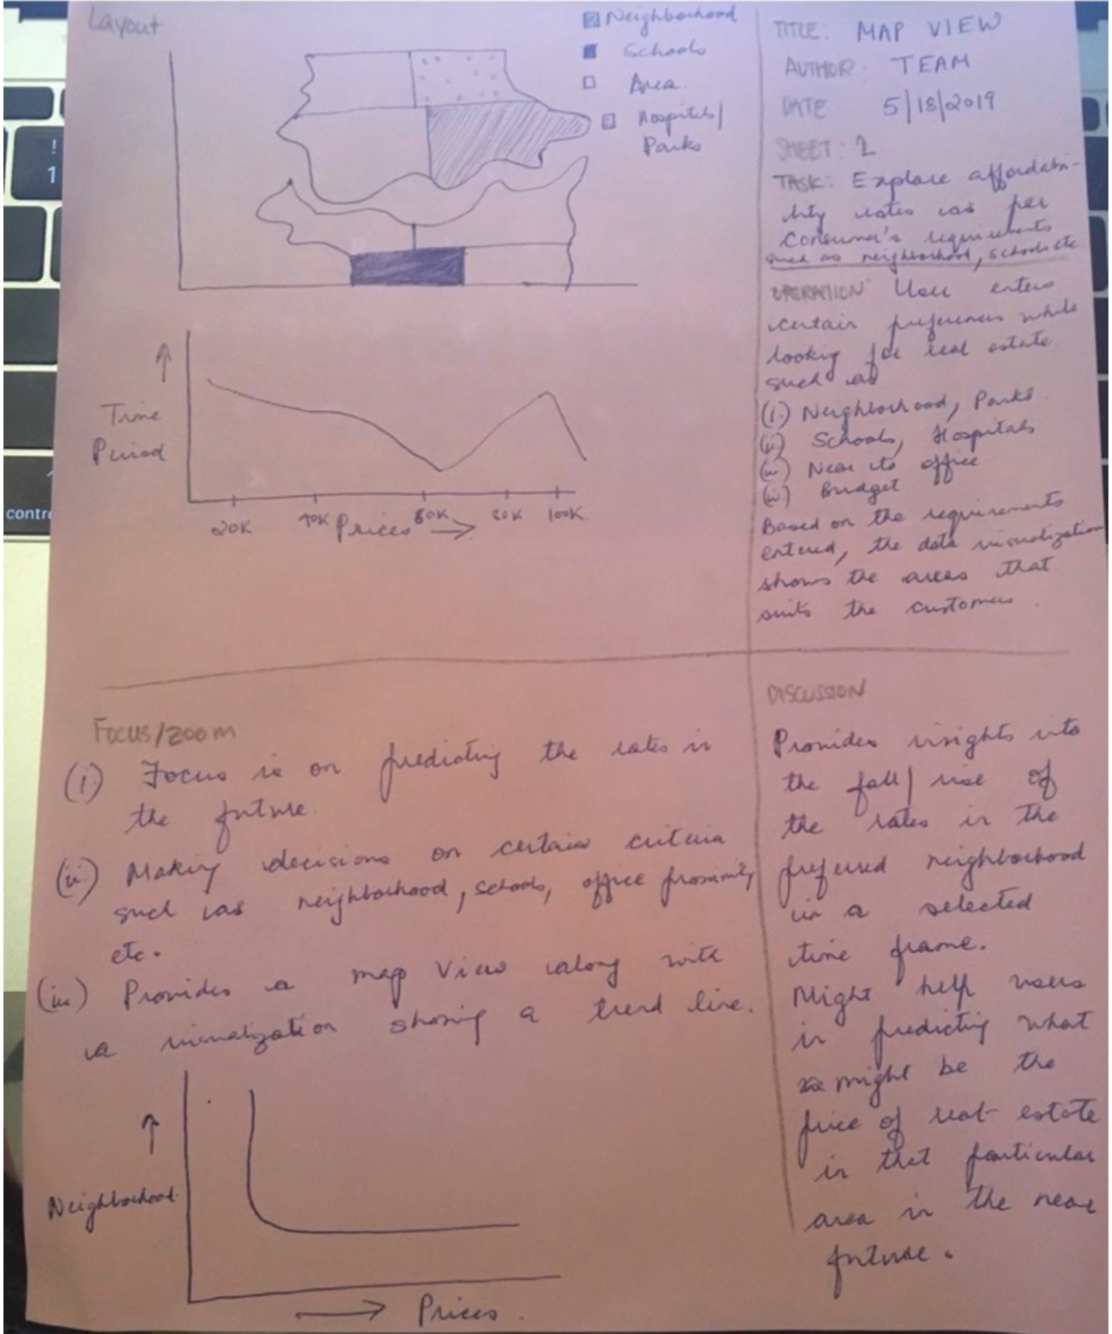 Layout
Neighborhood
Schools
Area
Hospitals/
Parks
Time
Period
20K
40K
Prices
60K
80K
100K
TITLE: MAP VIEW
AUTHOR: TEAM
DATE 5/18/2019
SHEET: 2
TASK: Explore affordabi-
lity rates as per
Consumer's requirements
such as neighborhood, schools etc
OPERATION: User enters
certain preferences while
looking for real estate
such as
(i) Neighborhood, Parks
(ii) Schools, Hospitals
(iii) Near to office
(iv) Budget
Based on the requirements
entered, the data visualization
shows the areas that
suits the customers.
FOCUS/ZOOM
(i) Focus is on predicting the rates in
the future.
(ii) Making decisions on certain criteria
such as neighborhood, schools, office proximity
etc.
(iii) Provides a map view along with
a visualization showing a trend line.
Neighborhood
Prices
DISCUSSION
Provides insights into
the fall/rise of
the rates in the
preferred neighborhood
in a selected
time frame.
Might help users
in predicting what
might be the
price of real estate
in that particular
area in the near
future.
!
1
control